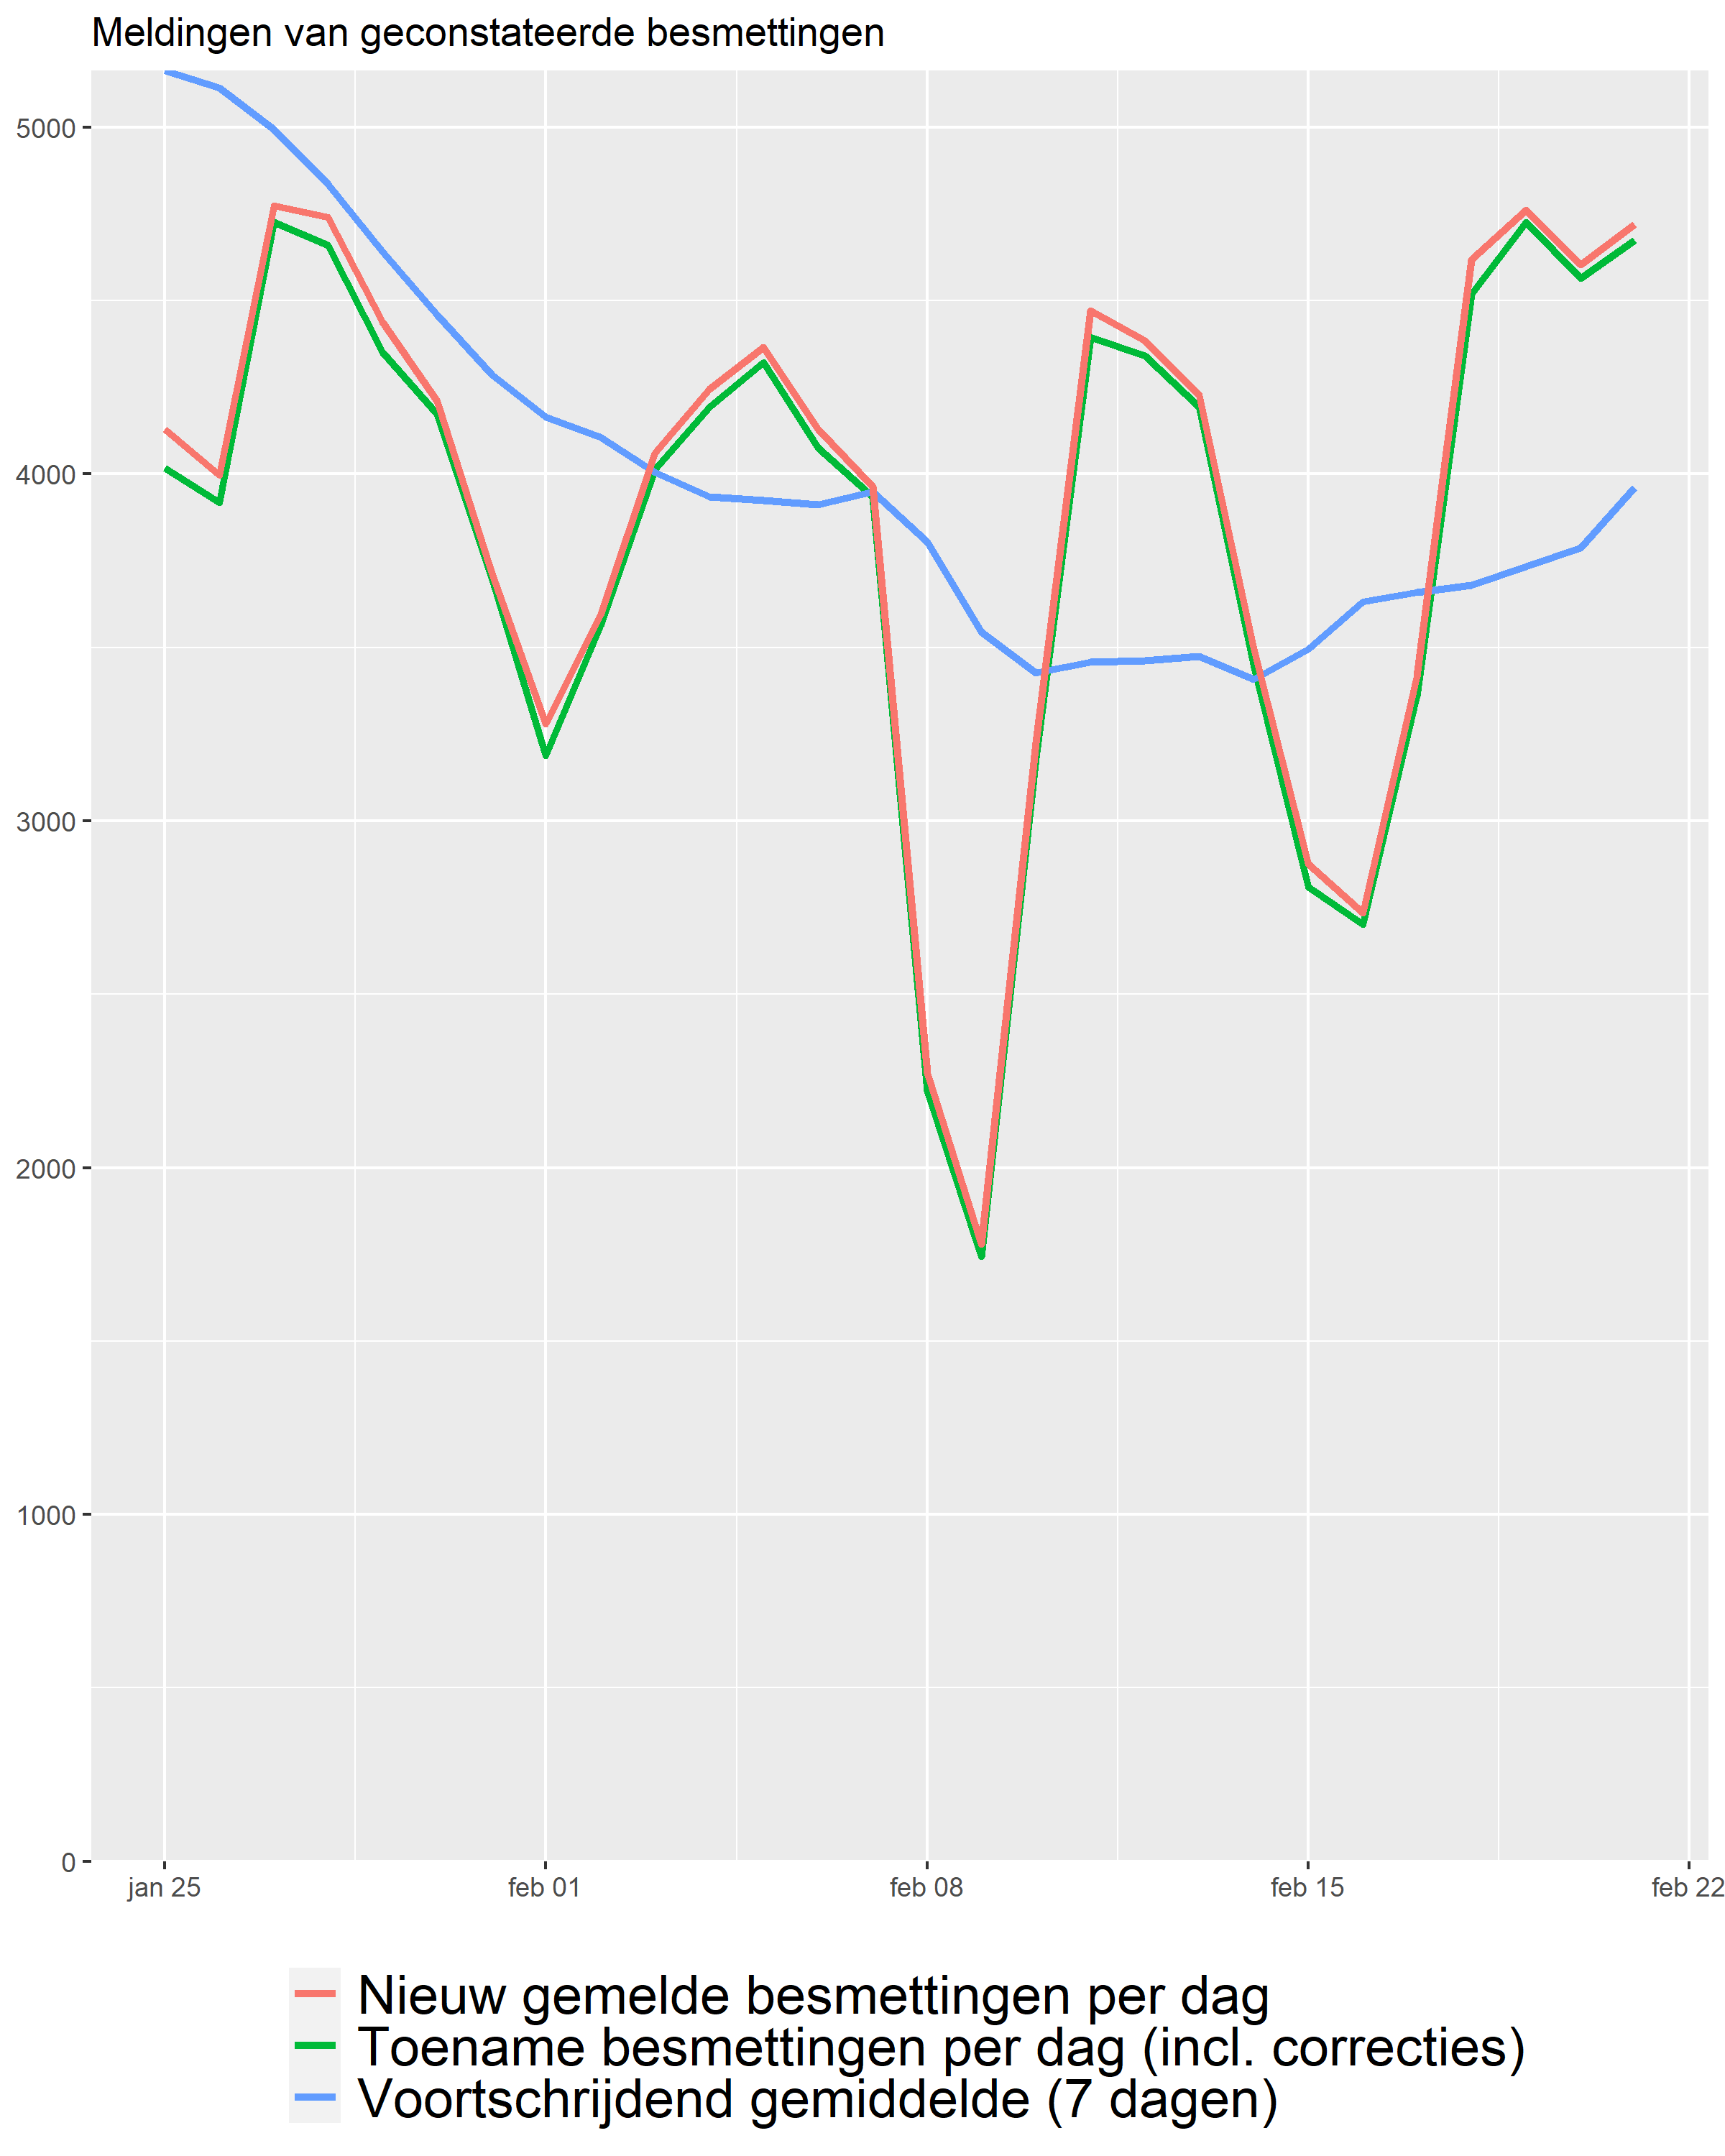 Meldingen van geconstateerde besmettingen
5000
4000
3000
2000
1000
0
jan 25 feb 01 feb 08 feb 15 feb 22
Nieuw gemelde besmettingen per dag
Toename besmettingen per dag (incl. correcties)
Voortschrijdend gemiddelde (7 dagen)